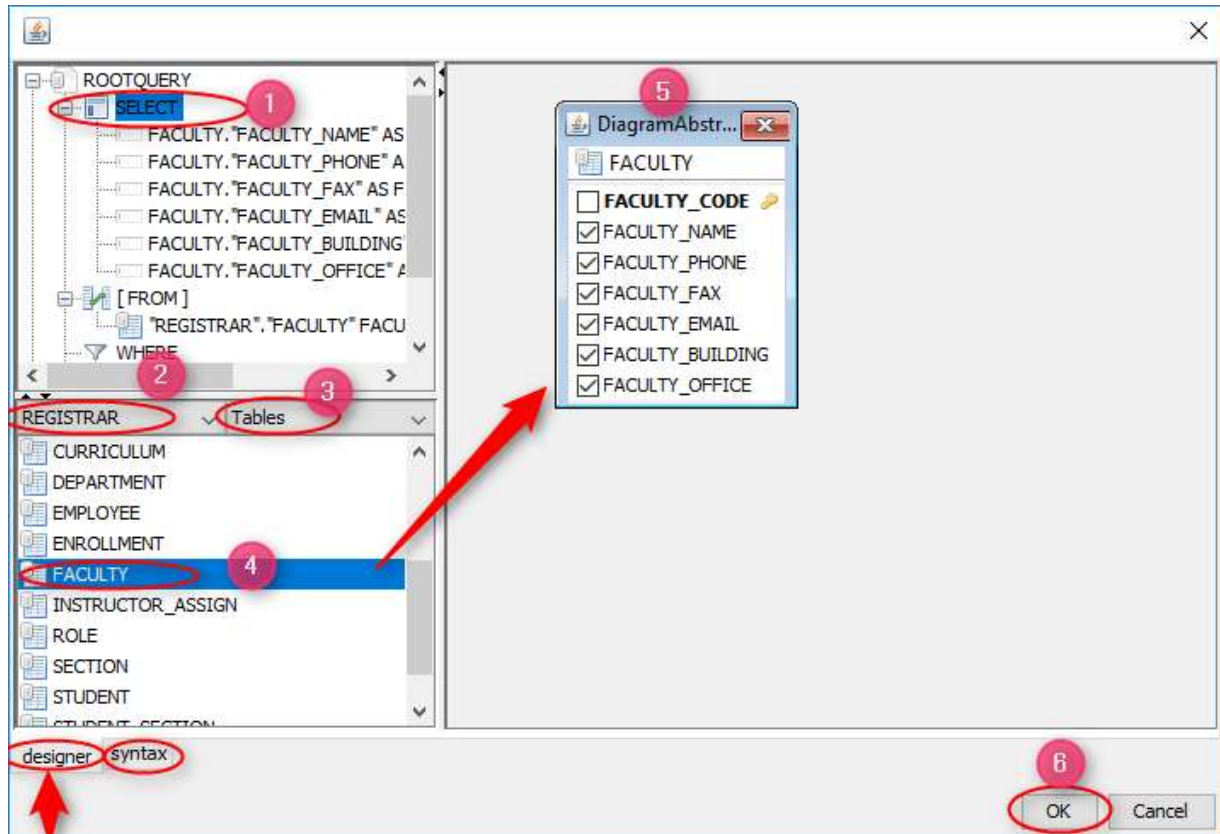 ROOTQUERY
SELECT
1
FACULTY."FACULTY_NAME" AS
FACULTY."FACULTY_PHONE" A
FACULTY."FACULTY_FAX" AS F
FACULTY."FACULTY_EMAIL" AS
FACULTY."FACULTY_BUILDING"
FACULTY."FACULTY_OFFICE" A
[ FROM ]
"REGISTRAR"."FACULTY" FACU
WHERE
2
3
REGISTRAR
Tables
CURRICULUM
DEPARTMENT
EMPLOYEE
ENROLLMENT
4
FACULTY
INSTRUCTOR_ASSIGN
ROLE
SECTION
STUDENT
STUDENT_SECTION
5
DiagramAbstr...
FACULTY
FACULTY_CODE
FACULTY_NAME
FACULTY_PHONE
FACULTY_FAX
FACULTY_EMAIL
FACULTY_BUILDING
FACULTY_OFFICE
designer syntax
6
OK Cancel